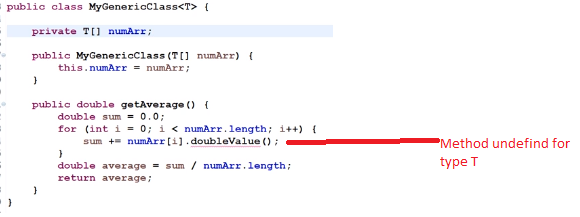 public class MyGenericClass<T> {
private T[] numArr;
public MyGenericClass(T[] numArr) {
this.numArr = numArr;
}
public double getAverage() {
double sum = 0.0;
for (int i = 0; i < numArr.length; i++) {
sum += numArr[i].doubleValue();
Method undefind for
type T
}
double average = sum / numArr.length;
return average;
}
}